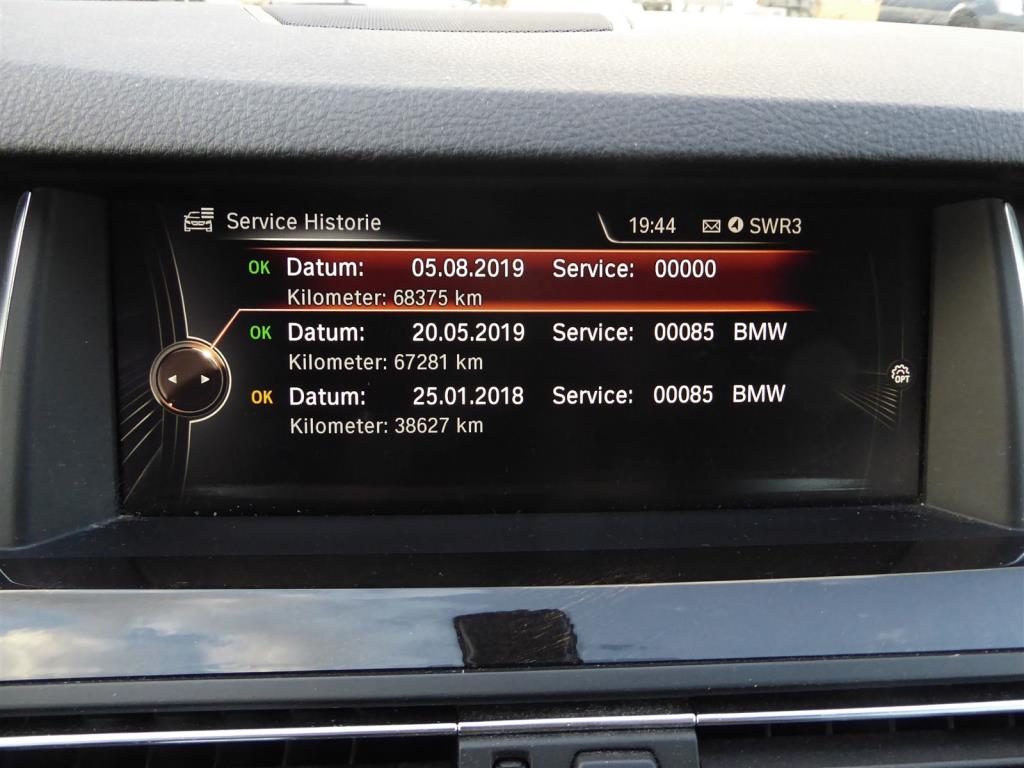 Service Historie 19:44 SWR3
OK Datum: 05.08.2019 Service: 00000
Kilometer: 68375 km
OK Datum: 20.05.2019 Service: 00085 BMW
Kilometer: 67281 km
OK Datum: 25.01.2018 Service: 00085 BMW
Kilometer: 38627 km
OPT